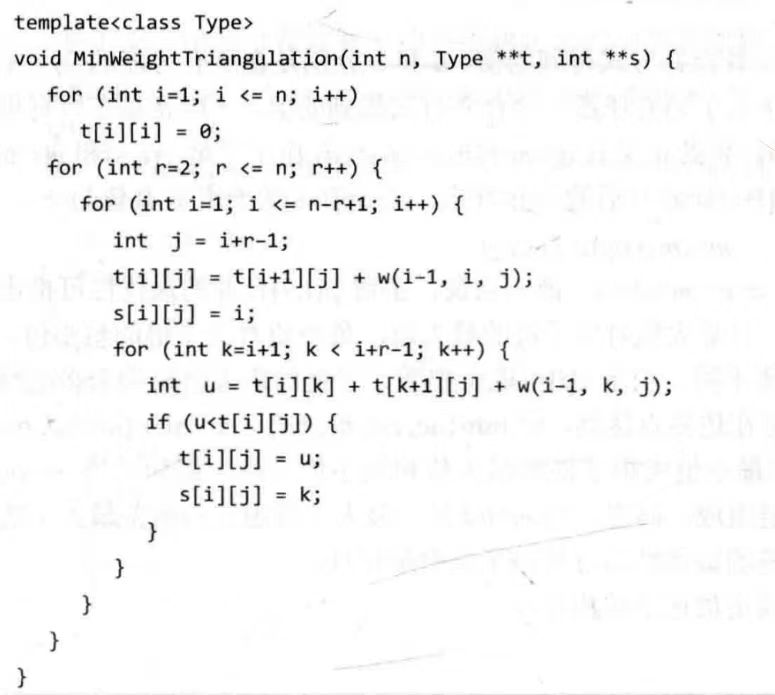 template<class Type>
void MinWeightTriangulation(int n, Type **t, int **s) {
for (int i=1; i <= n; i++)
t[i][i] = 0;
for (int r=2; r <= n; r++) {
for (int i=1; i <= n-r+1; i++) {
int j = i+r-1;
t[i][j] = t[i+1][j] + w(i-1, i, j);
s[i][j] = i;
for (int k=i+1; k < i+r-1; k++) {
int u = t[i][k] + t[k+1][j] +w(i-1, k, j);
if (u<t[i][j]) {
t[i][j] = u;
s[i][j] = k;
}
}
}
}
}